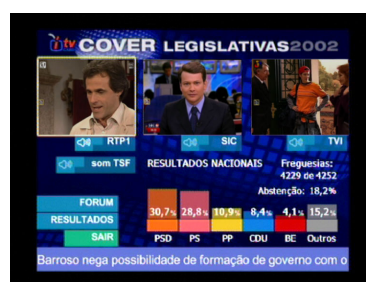 itv COVER LEGISLATIVAS2002
RTP1
SIC
TVI
som TSF
RESULTADOS NACIONAIS
Freguesias:
4229 de 4252
Abstenção: 18,2%
FORUM
RESULTADOS
SAIR
30,7% 28,8% 10,9% 8,4% 4,1% 15,2%
PSD PS PP CDU BE Outros
Barroso nega possibilidade de formação de governo com o